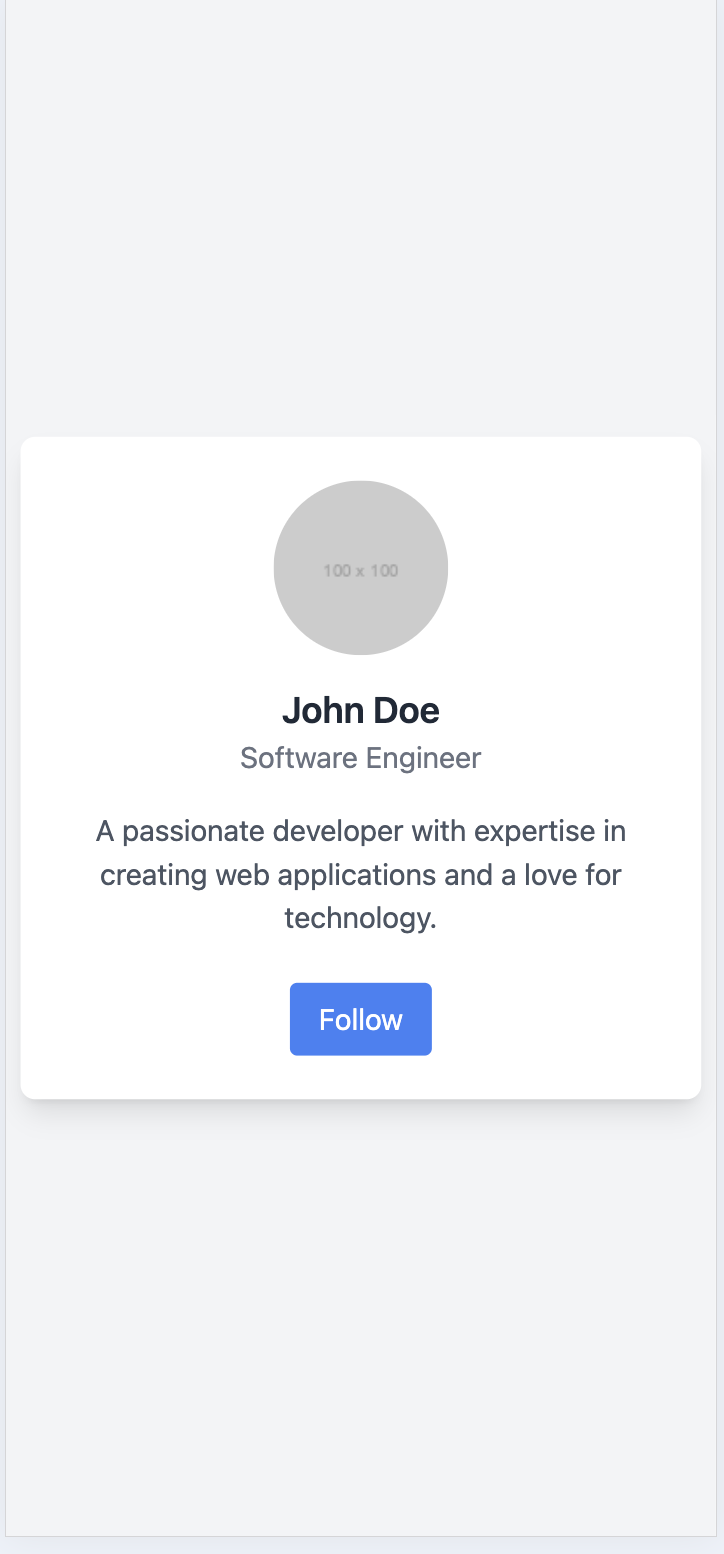 100 x 100
John Doe
Software Engineer
A passionate developer with expertise in
creating web applications and a love for
technology.
Follow